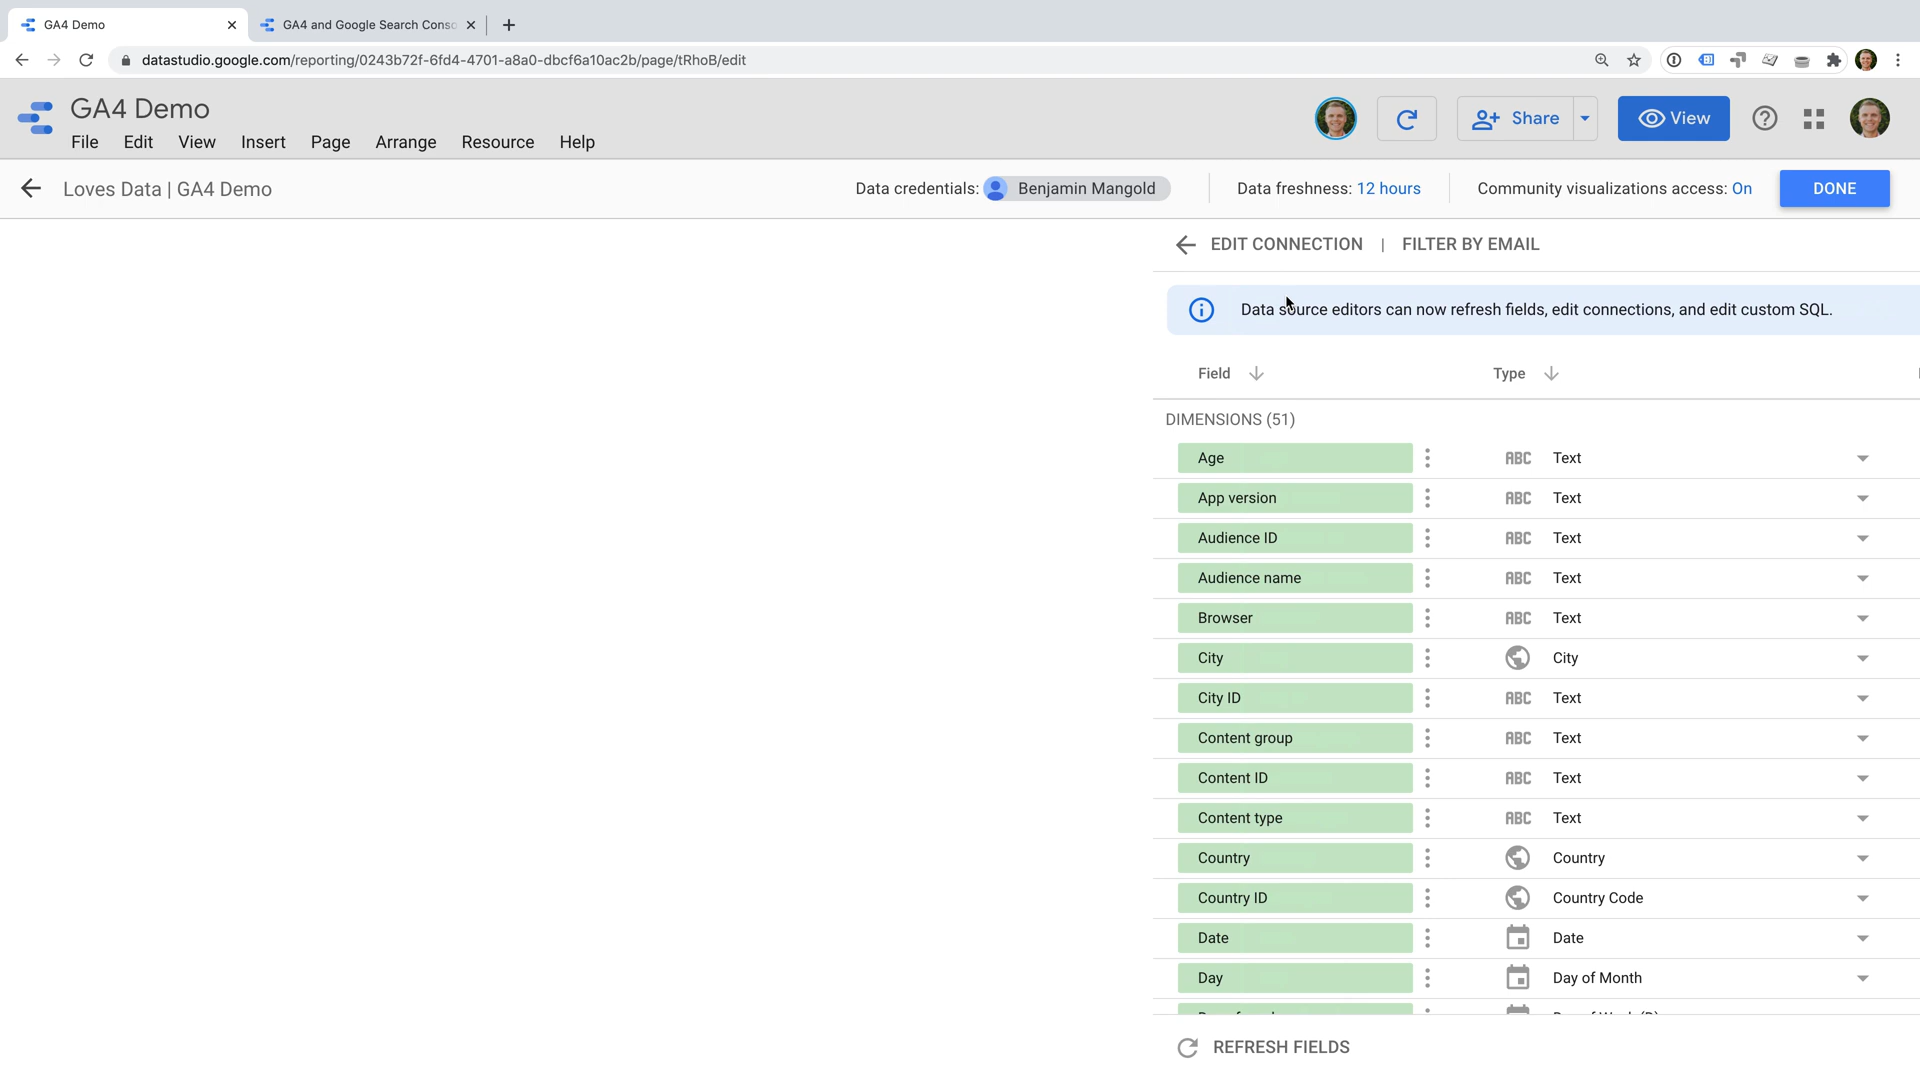 GA4 Demo
GA4 and Google Search Conso
datastudio.google.com/reporting/0243b72f-6fd4-4701-a8a0-dbcf6a10ac2b/page/tRhoB/edit
GA4 Demo
File Edit View Insert Page Arrange Resource Help
Share
View
Loves Data | GA4 Demo
Data credentials: Benjamin Mangold
Data freshness: 12 hours
Community visualizations access: On
DONE
EDIT CONNECTION | FILTER BY EMAIL
Data source editors can now refresh fields, edit connections, and edit custom SQL.
Field Type
DIMENSIONS (51)
Age ABC Text
App version ABC Text
Audience ID ABC Text
Audience name ABC Text
Browser ABC Text
City City
City ID ABC Text
Content group ABC Text
Content ID ABC Text
Content type ABC Text
Country Country
Country ID Country Code
Date Date
Day Day of Month
REFRESH FIELDS